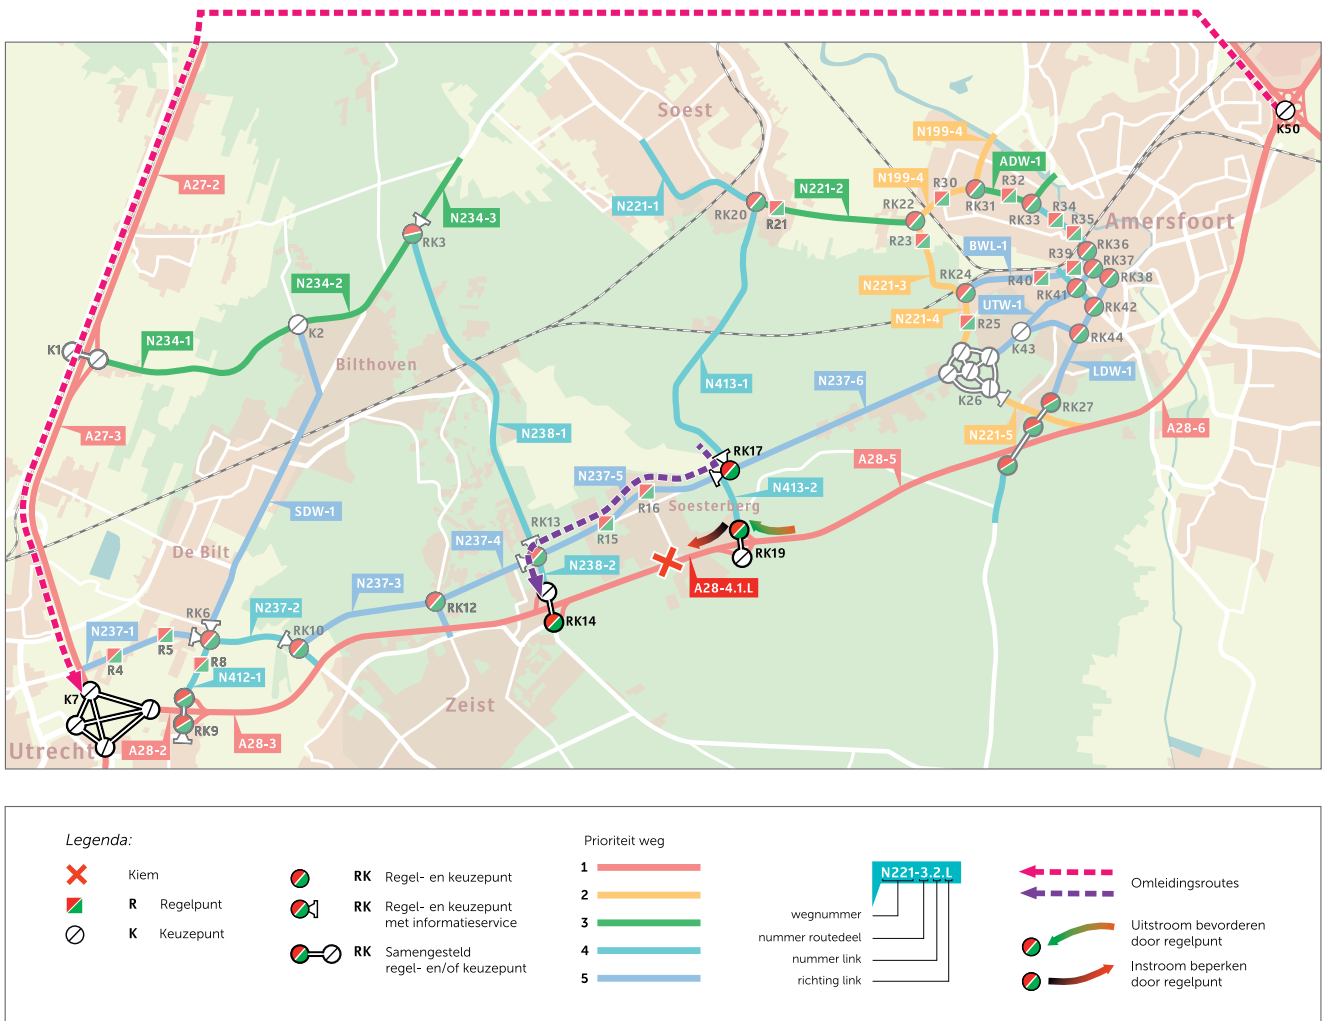 K50
Soest
N199-4
ADW-1
A27-2
N199-4
R30
R32
N221-2
N221-1
RK31
R34
RK20
R21
RK22
RK33
R35
Amersfoort
N234-3
RK3
R23
BWL-1
RK36
R39
RK37
RK24
R40
RK38
N234-2
N221-3
RK41
UTW-1
RK42
N221-4
R25
K2
K43
RK44
N234-1
K1
Bilthoven
LDW-1
N413-1
N237-6
K26
RK27
A27-3
N238-1
N221-5
A28-6
RK17
A28-5
N237-5
N413-2
R16
Soesterberg
SDW-1
RK13
R15
De Bilt
N237-4
RK19
N238-2
A28-4.1.L
N237-3
RK6
N237-2
RK12
RK14
RK10
N237-1
R5
R4
R8
N412-1
K7
Zeist
RK9
Utrecht
A28-2
A28-3
Legenda:
Kiem
R Regelpunt
K Keuzepunt
RK Regel- en keuzepunt
RK Regel- en keuzepunt
met informatieservice
RK Samengesteld
regel- en/of keuzepunt
Prioriteit weg
1
2
3
4
5
N221-3.2.L
wegnummer
nummer routedeel
nummer link
richting link
Omleidingsroutes
Uitstroom bevorderen
door regelpunt
Instroom beperken
door regelpunt